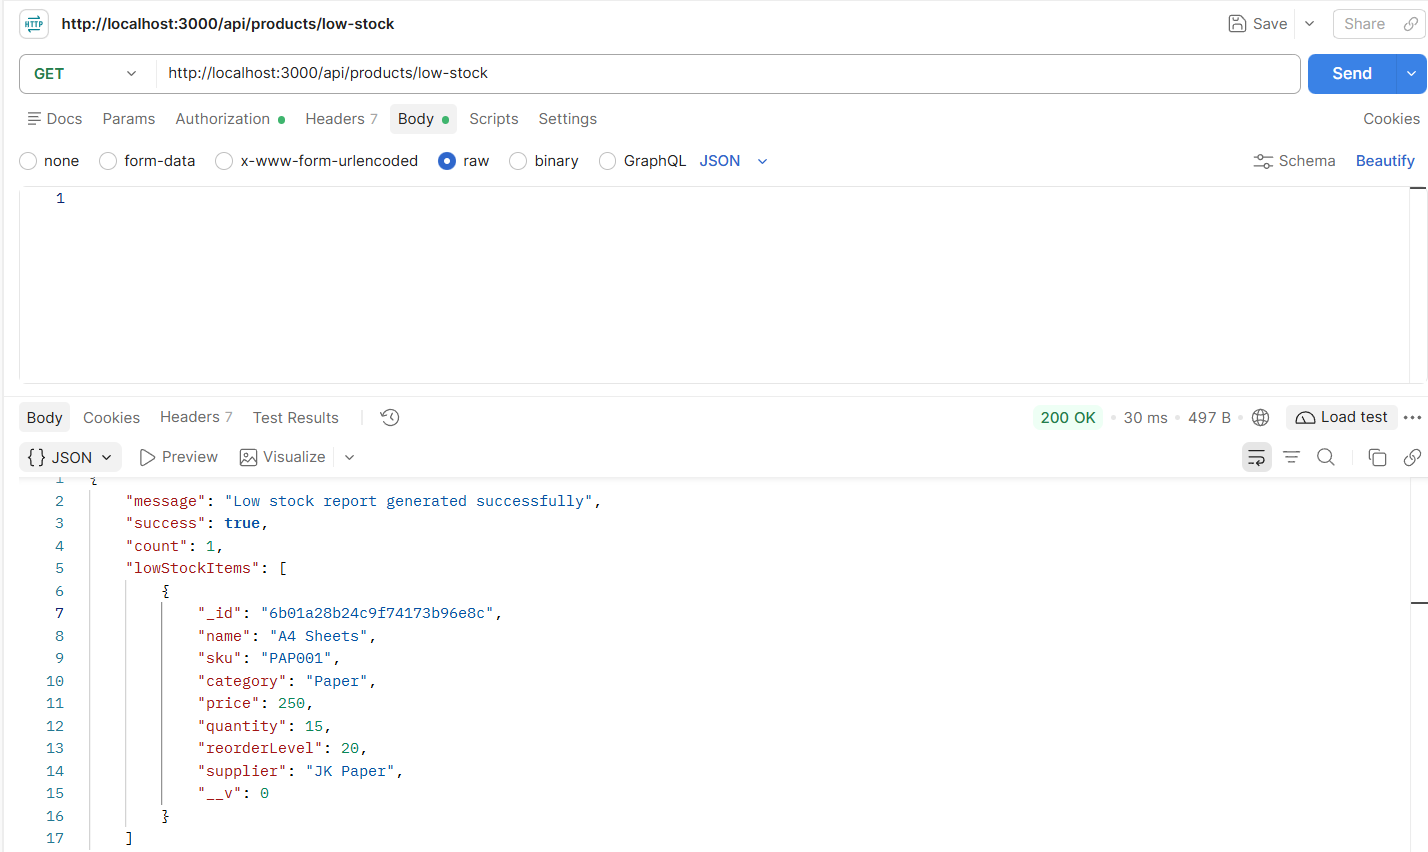 HTTP http://localhost:3000/api/products/low-stock Save Share
GET http://localhost:3000/api/products/low-stock Send
Docs Params Authorization Headers 7 Body Scripts Settings Cookies
none form-data x-www-form-urlencoded raw binary GraphQL JSON Schema Beautify
1
Body Cookies Headers 7 Test Results 200 OK 30 ms 497 B Load test
{} JSON Preview Visualize
1 {
2 "message": "Low stock report generated successfully",
3 "success": true,
4 "count": 1,
5 "lowStockItems": [
6 {
7 "_id": "6b01a28b24c9f74173b96e8c",
8 "name": "A4 Sheets",
9 "sku": "PAP001",
10 "category": "Paper",
11 "price": 250,
12 "quantity": 15,
13 "reorderLevel": 20,
14 "supplier": "JK Paper",
15 "__v": 0
16 }
17 ]